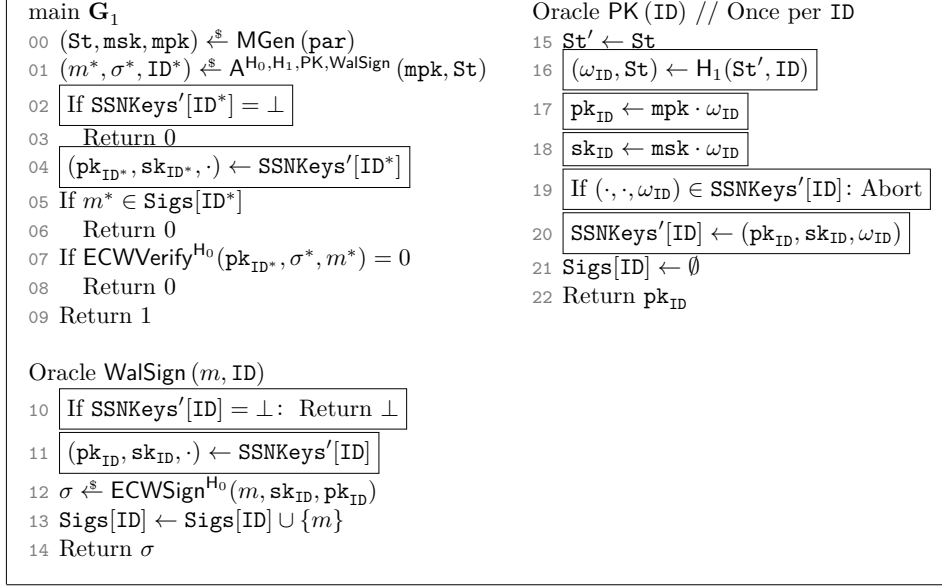 main G₁
00 (St, msk, mpk) ←$ MGen (par)
01 (m*, σ*, ID*) ←$ A^{H₀,H₁,PK,WalSign} (mpk, St)
02 If SSNKeys′[ID*] = ⊥
03 Return 0
04 (pk_{ID*}, sk_{ID*}, ·) ← SSNKeys′[ID*]
05 If m* ∈ Sigs[ID*]
06 Return 0
07 If ECWVerify^{H₀}(pk_{ID*}, σ*, m*) = 0
08 Return 0
09 Return 1
Oracle WalSign (m, ID)
10 If SSNKeys′[ID] = ⊥: Return ⊥
11 (pk_{ID}, sk_{ID}, ·) ← SSNKeys′[ID]
12 σ ←$ ECWSign^{H₀}(m, sk_{ID}, pk_{ID})
13 Sigs[ID] ← Sigs[ID] ∪ {m}
14 Return σ
Oracle PK (ID) // Once per ID
15 St′ ← St
16 (ω_{ID}, St) ← H₁(St′, ID)
17 pk_{ID} ← mpk · ω_{ID}
18 sk_{ID} ← msk · ω_{ID}
19 If (·, ·, ω_{ID}) ∈ SSNKeys′[ID]: Abort
20 SSNKeys′[ID] ← (pk_{ID}, sk_{ID}, ω_{ID})
21 Sigs[ID] ← ∅
22 Return pk_{ID}